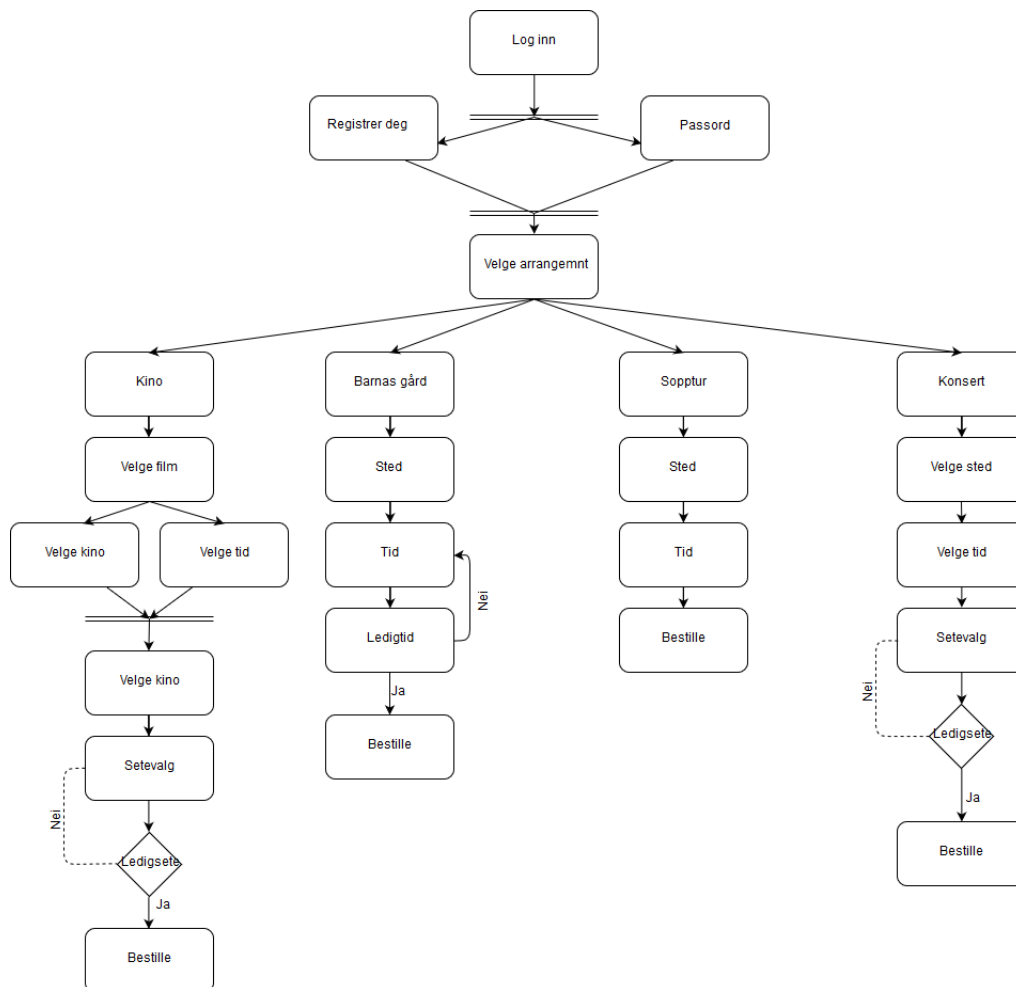 Log inn
Registrer deg
Passord
Velge arrangemnt
Kino
Barnas gård
Sopptur
Konsert
Velge film
Sted
Sted
Velge sted
Velge kino
Velge tid
Tid
Tid
Velge tid
Nei
Ledigtid
Bestille
Setevalg
Velge kino
Nei
Ja
Ledigsete
Bestille
Setevalg
Ja
Nei
Bestille
Ledigsete
Ja
Bestille